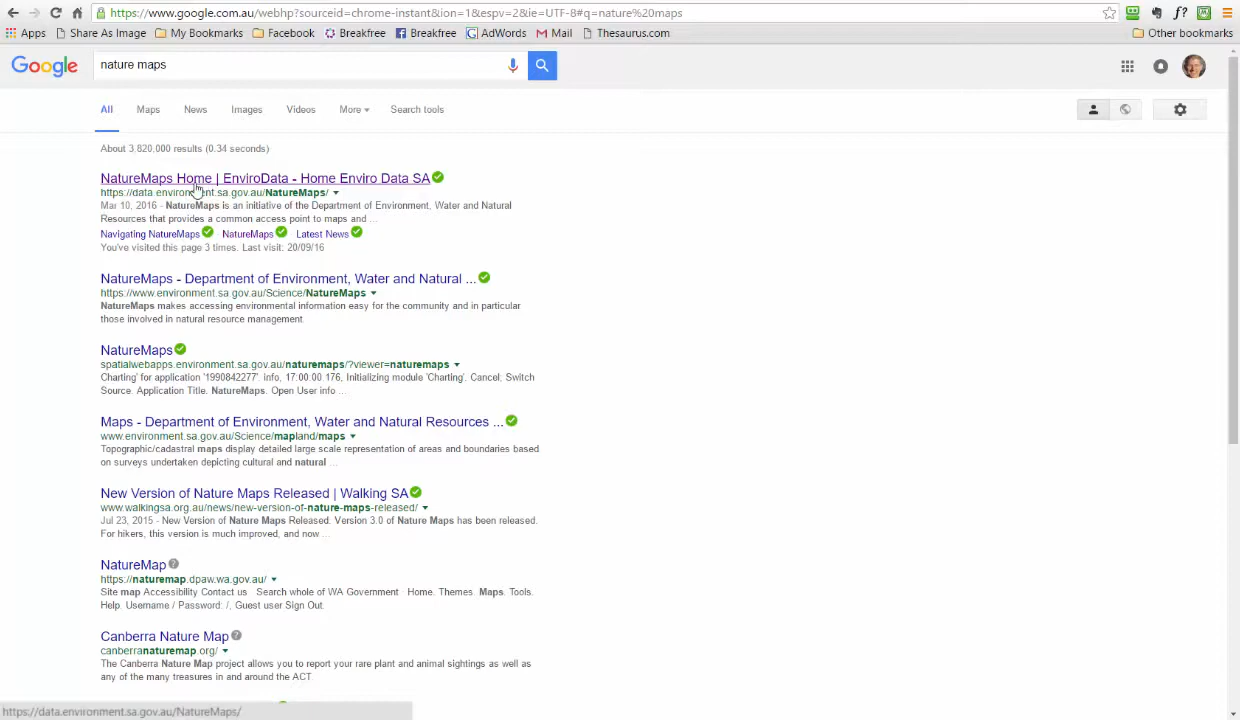 https://www.google.com.au/webhp?sourceid=chrome-instant&ion=1&espv=2&ie=UTF-8#q=nature%20maps
Apps Share As Image My Bookmarks Facebook Breakfree Breakfree AdWords Mail Thesaurus.com Other bookmarks
Google nature maps
All Maps News Images Videos More Search tools
About 3,820,000 results (0.34 seconds)
NatureMaps Home | EnviroData - Home Enviro Data SA
https://data.environment.sa.gov.au/NatureMaps/
Mar 10, 2016 - NatureMaps is an initiative of the Department of Environment, Water and Natural
Resources that provides a common access point to maps and ...
Navigating NatureMaps NatureMaps Latest News
You've visited this page 3 times. Last visit: 20/09/16
NatureMaps - Department of Environment, Water and Natural ...
https://www.environment.sa.gov.au/Science/NatureMaps
NatureMaps makes accessing environmental information easy for the community and in particular
those involved in natural resource management.
NatureMaps
spatialwebapps.environment.sa.gov.au/naturemaps/?viewer=naturemaps
Charting' for application '1990842277'. Info, 17:00:00 176, Initializing module 'Charting'. Cancel; Switch
Source. Application Title. NatureMaps. Open User info ...
Maps - Department of Environment, Water and Natural Resources ...
www.environment.sa.gov.au/Science/mapland/maps
Topographic/cadastral maps display detailed large scale representation of areas and boundaries based
on surveys undertaken depicting cultural and natural ...
New Version of Nature Maps Released | Walking SA
www.walkingsa.org.au/news/new-version-of-nature-maps-released/
Jul 23, 2015 - New Version of Nature Maps Released. Version 3.0 of Nature Maps has been released.
For hikers, this version is much improved, and now ...
NatureMap
https://naturemap.dpaw.wa.gov.au/
Site map Accessibility Contact us · Search whole of WA Government · Home. Themes. Maps. Tools.
Help. Username / Password: /, Guest user Sign Out.
Canberra Nature Map
canberranaturemap.org/
The Canberra Nature Map project allows you to report your rare plant and animal sightings as well as
any of the many treasures in and around the ACT.
https://data.environment.sa.gov.au/NatureMaps/